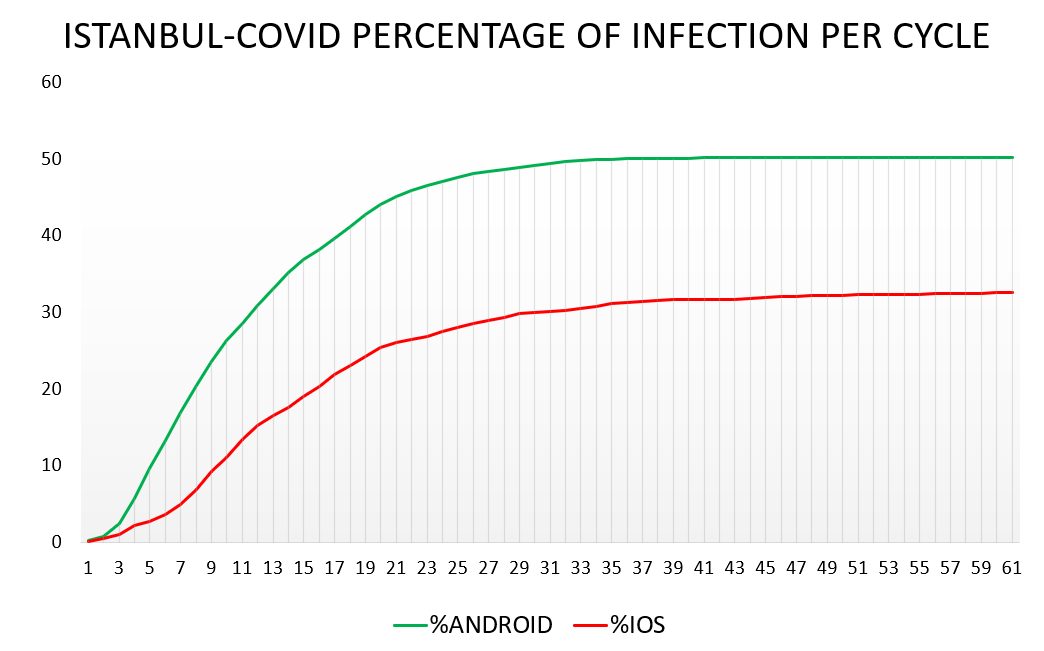 ISTANBUL-COVID PERCENTAGE OF INFECTION PER CYCLE
60
50
40
30
20
10
0
1 3 5 7 9 11 13 15 17 19 21 23 25 27 29 31 33 35 37 39 41 43 45 47 49 51 53 55 57 59 61
%ANDROID %IOS